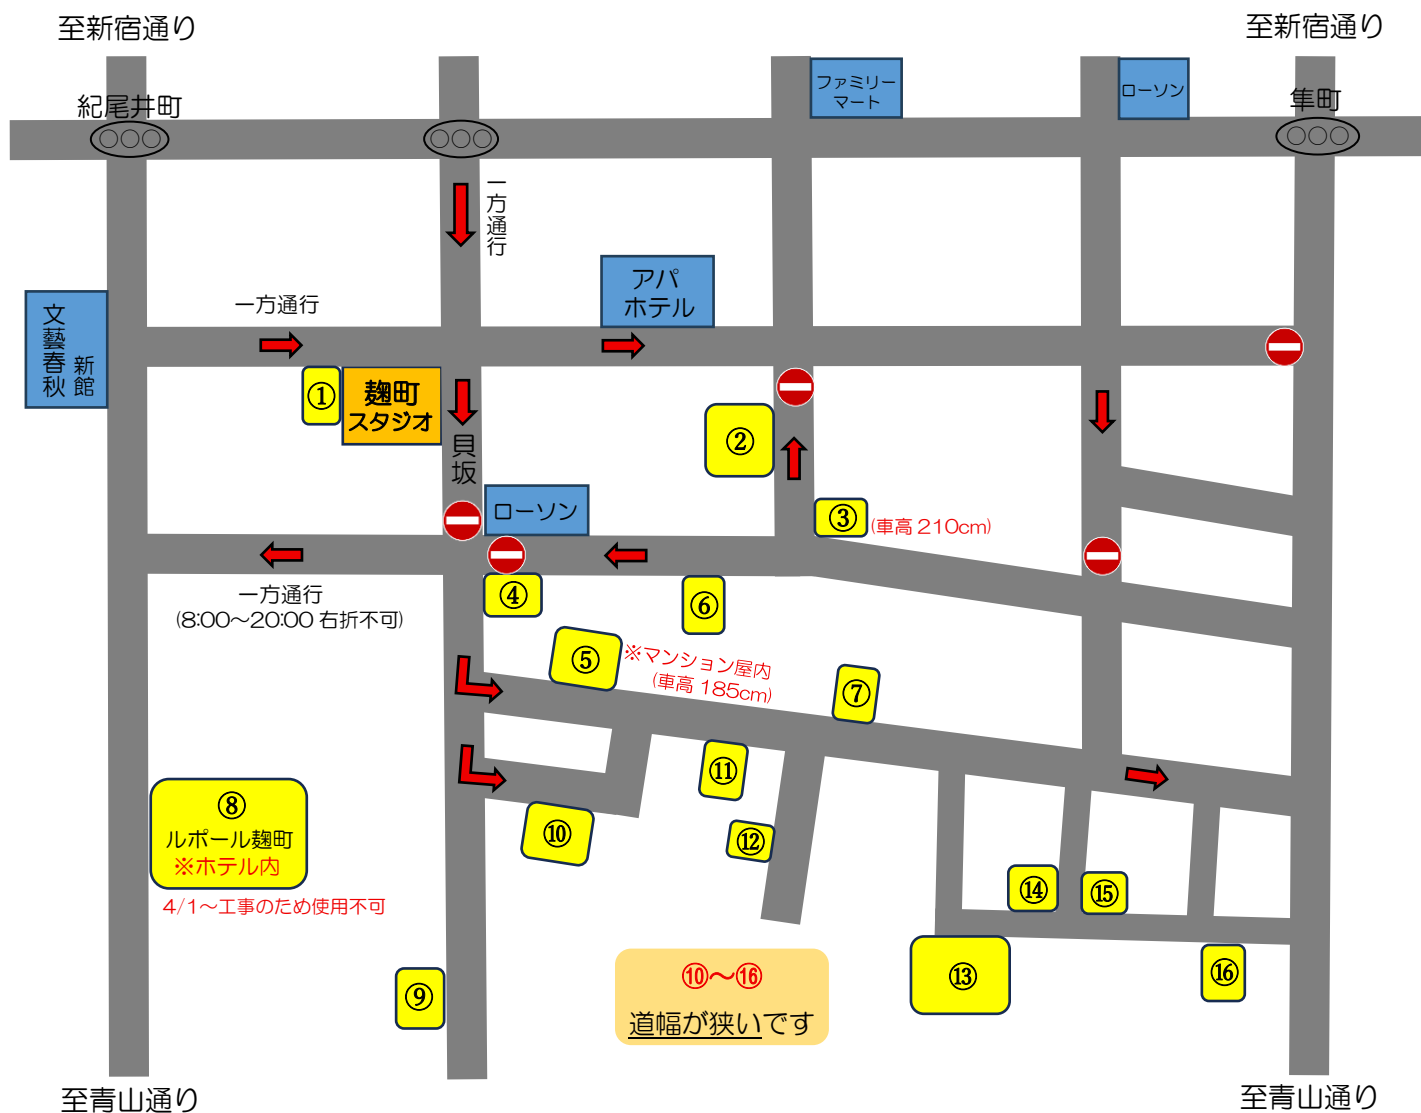 至新宿通り
至新宿通り
紀尾井町
ファミリー
マート
ローソン
隼町
一方通行
アパ
ホテル
一方通行
文藝春秋
新館
①
麹町
スタジオ
②
貝坂
ローソン
③
(車高 210cm)
④
⑥
一方通行
(8:00～20:00 右折不可)
⑤
※マンション屋内
(車高 185cm)
⑦
⑪
⑧
ルポール麹町
※ホテル内
⑩
⑫
4/1～工事のため使用不可
⑭
⑮
⑨
⑩～⑯
道幅が狭いです
⑬
⑯
至青山通り
至青山通り